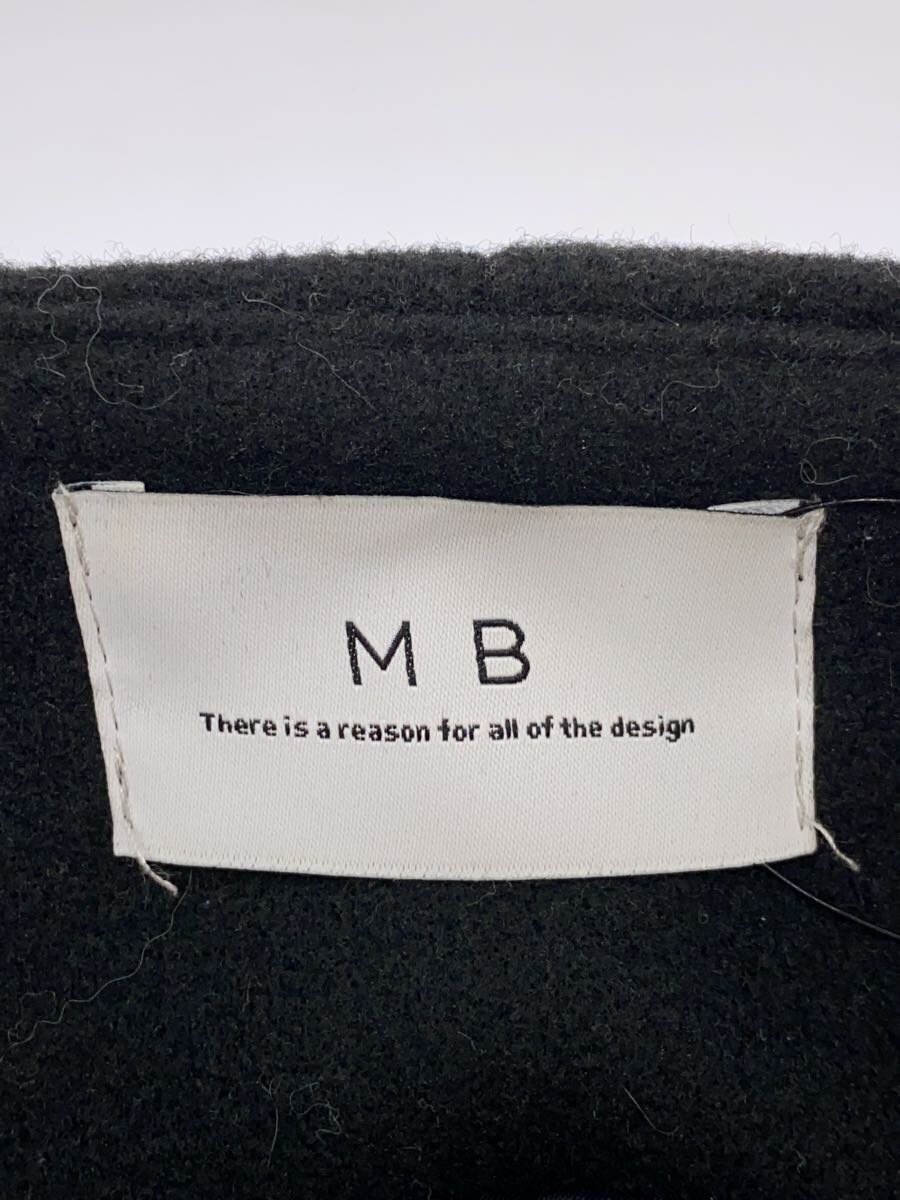 M B
There is a reason for all of the design